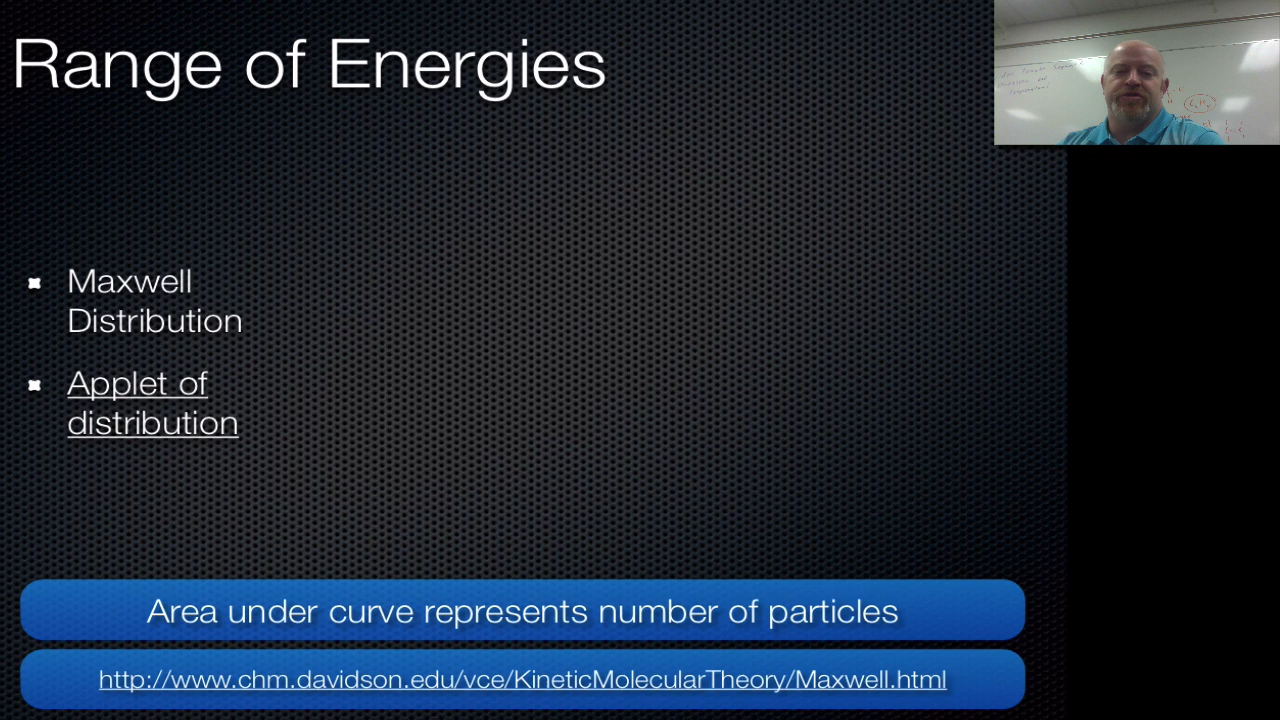 Range of Energies
Maxwell
Distribution
Applet of
distribution
Area under curve represents number of particles
http://www.chm.davidson.edu/vce/KineticMolecularTheory/Maxwell.html